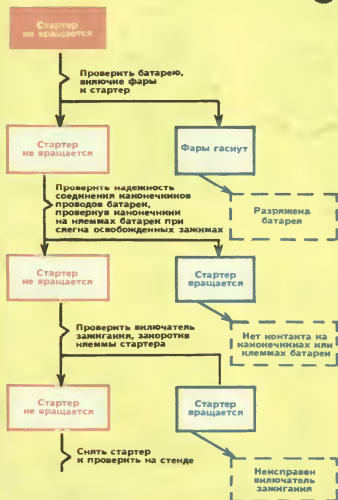 Стартер
не вращается
Проверить батарею,
включив фары
и стартер
Стартер
не вращается
Фары гаснут
Проверить надежность
соединения наконечников
проводов батареи,
провернув наконечники
на клеммах батареи при
слегка освобожденных зажимах
Разряжена
батарея
Стартер
не вращается
Стартер
вращается
Проверить включатель
зажигания, закоротив
клеммы стартера
Нет контакта на
наконечниках или
клеммах батареи
Стартер
не вращается
Стартер
вращается
Снять стартер
и проверить на стенде
Неисправен
включатель
зажигания